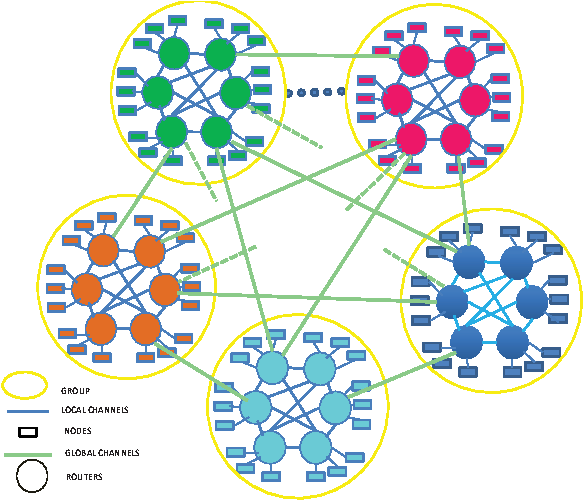 GROUP
LOCAL CHANNELS
NODES
GLOBAL CHANNELS
ROUTERS